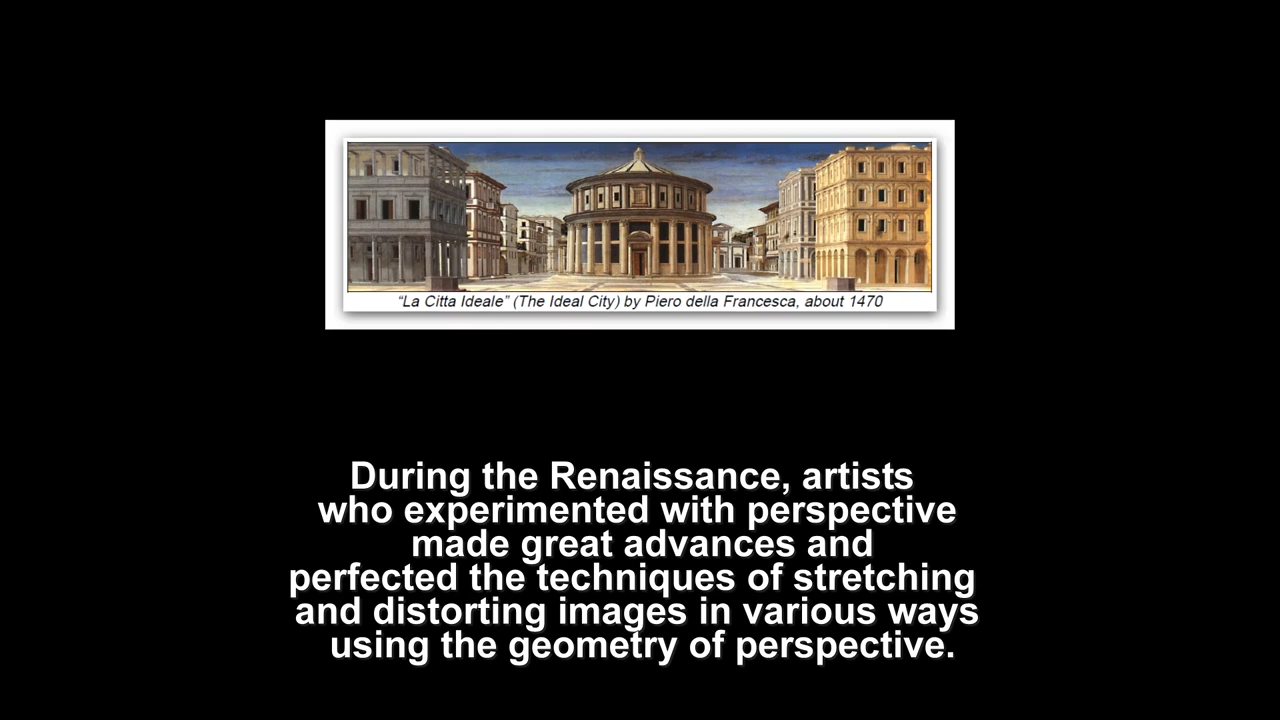 “La Citta Ideale” (The Ideal City) by Piero della Francesca, about 1470
During the Renaissance, artists
who experimented with perspective
made great advances and
perfected the techniques of stretching
and distorting images in various ways
using the geometry of perspective.